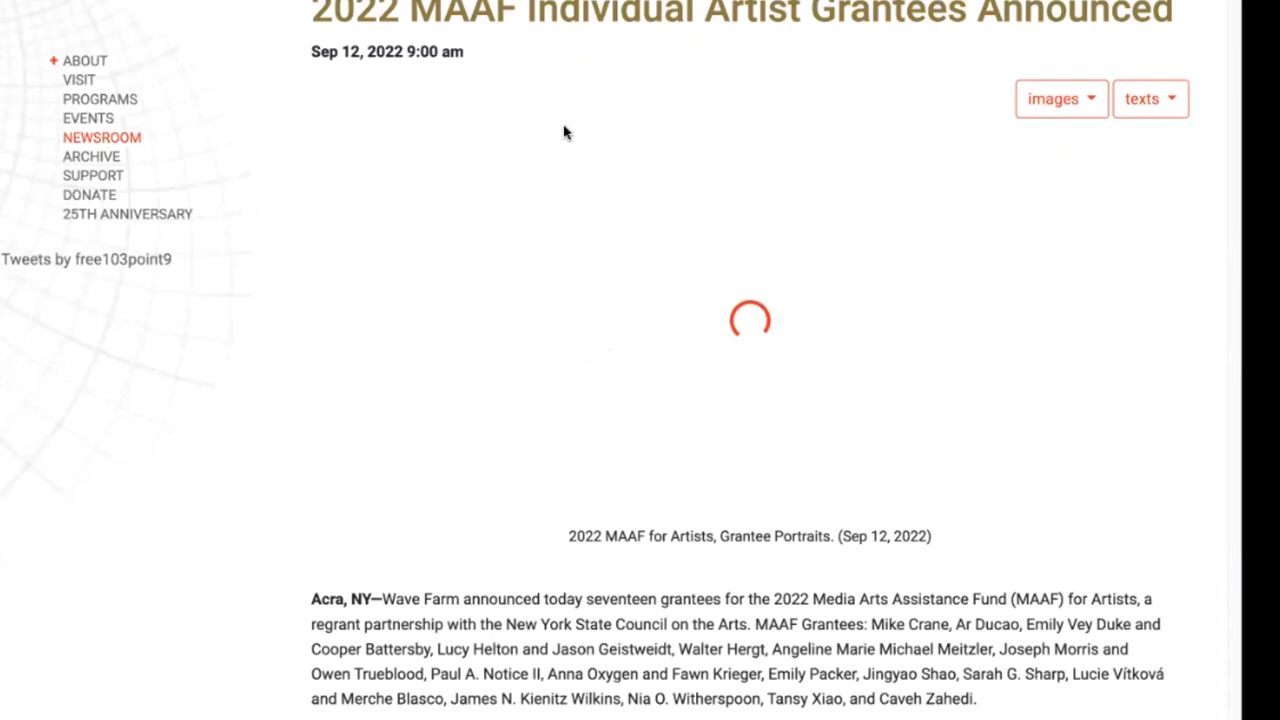 2022 MAAF Individual Artist Grantees Announced
Sep 12, 2022 9:00 am
+ ABOUT
VISIT
PROGRAMS
EVENTS
NEWSROOM
ARCHIVE
SUPPORT
DONATE
25TH ANNIVERSARY
Tweets by free103point9
images texts
2022 MAAF for Artists, Grantee Portraits. (Sep 12, 2022)
Acra, NY—Wave Farm announced today seventeen grantees for the 2022 Media Arts Assistance Fund (MAAF) for Artists, a
regrant partnership with the New York State Council on the Arts. MAAF Grantees: Mike Crane, Ar Ducao, Emily Vey Duke and
Cooper Battersby, Lucy Helton and Jason Geistweidt, Walter Hergt, Angeline Marie Michael Meitzler, Joseph Morris and
Owen Trueblood, Paul A. Notice II, Anna Oxygen and Fawn Krieger, Emily Packer, Jingyao Shao, Sarah G. Sharp, Lucie Vítková
and Merche Blasco, James N. Kienitz Wilkins, Nia O. Witherspoon, Tansy Xiao, and Caveh Zahedi.